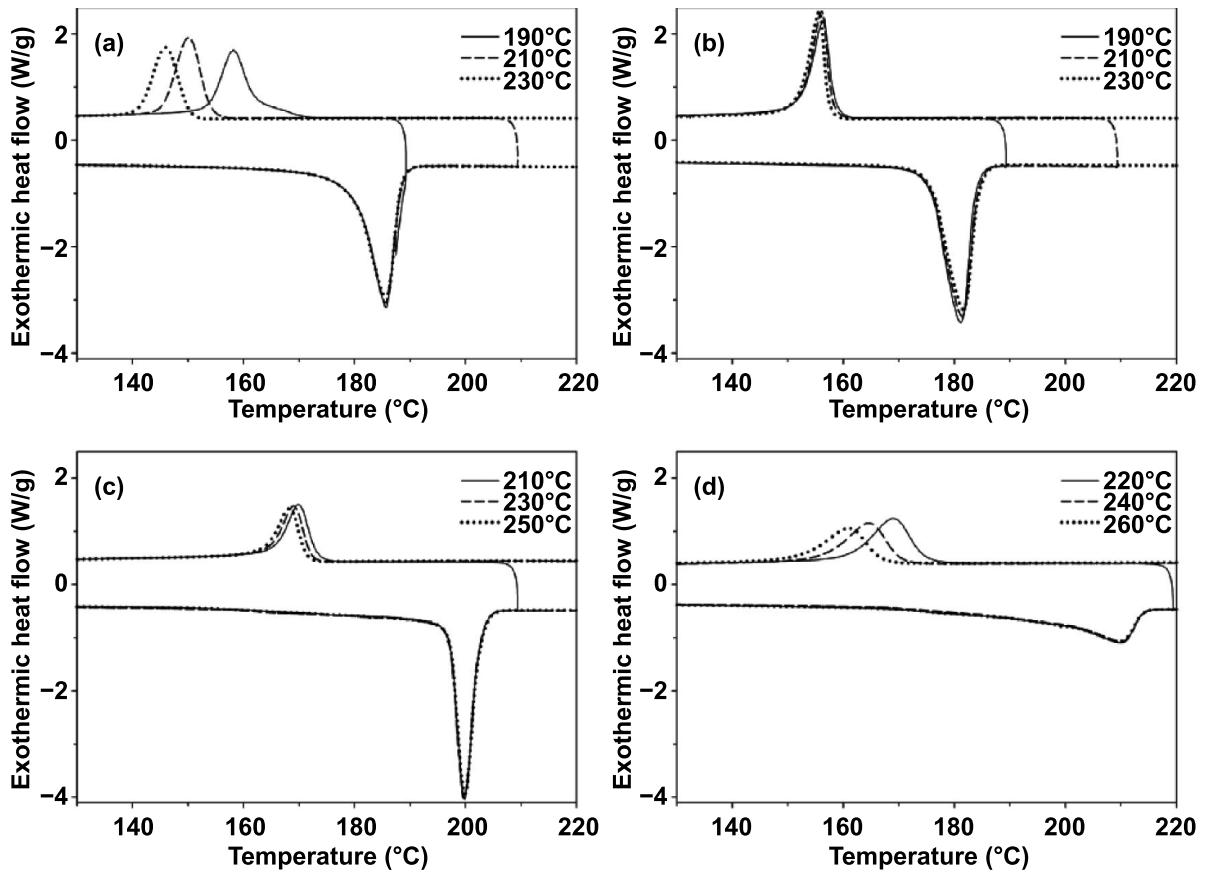 (a)
190°C
210°C
230°C
Exothermic heat flow (W/g)
2
0
−2
−4
140
160
180
200
220
Temperature (°C)
(b)
190°C
210°C
230°C
Exothermic heat flow (W/g)
2
0
−2
−4
140
160
180
200
220
Temperature (°C)
(c)
210°C
230°C
250°C
Exothermic heat flow (W/g)
2
0
−2
−4
140
160
180
200
220
Temperature (°C)
(d)
220°C
240°C
260°C
Exothermic heat flow (W/g)
2
0
−2
−4
140
160
180
200
220
Temperature (°C)